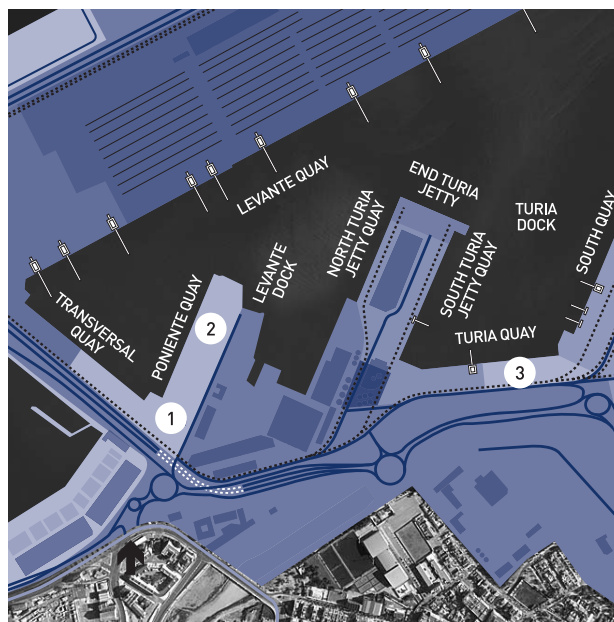 LEVANTE QUAY
TRANSVERSAL
QUAY
PONIENTE QUAY
LEVANTE
DOCK
NORTH TURIA
JETTY QUAY
END TURIA
JETTY
SOUTH TURIA
JETTY QUAY
TURIA
DOCK
SOUTH QUAY
TURIA QUAY
1
2
3